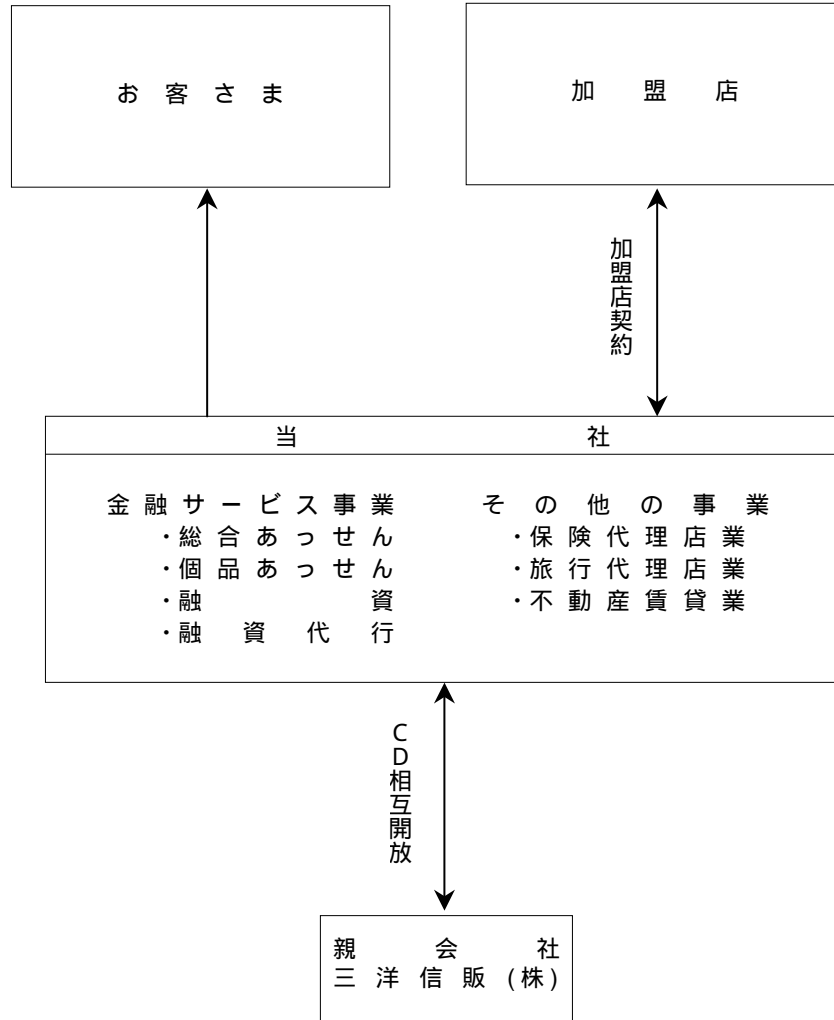 お客さま
加盟店
加盟店契約
当社
金融サービス事業
・総合あっせん
・個品あっせん
・融資
・融資代行
その他の事業
・保険代理店業
・旅行代理店業
・不動産賃貸業
CD相互開放
親会社
三洋信販(株)